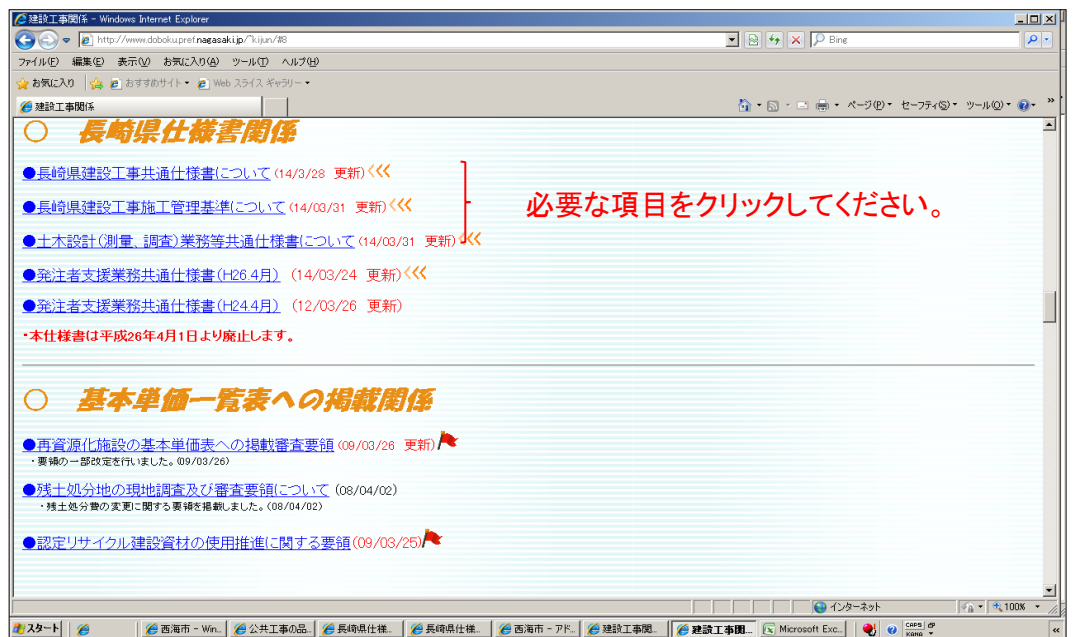 建設工事関係 - Windows Internet Explorer
http://www.doboku.pref.nagasaki.jp/~kijun/#8
Bing
ファイル(F) 編集(E) 表示(V) お気に入り(A) ツール(T) ヘルプ(H)
お気に入り おすすめサイト Web スライス ギャラリー
建設工事関係
ページ(P) セーフティ(S) ツール(O)
○ 長崎県仕様書関係
●長崎県建設工事共通仕様書について (14/3/28 更新)
●長崎県建設工事施工管理基準について (14/03/31 更新)
必要な項目をクリックしてください。
●土木設計(測量、調査)業務等共通仕様書について (14/03/31 更新)
●発注者支援業務共通仕様書(H26.4月) (14/03/24 更新)
●発注者支援業務共通仕様書(H24.4月) (12/03/26 更新)
・本仕様書は平成26年4月1日より廃止します。
○ 基本単価一覧表への掲載関係
●再資源化施設の基本単価表への掲載審査要領 (09/03/26 更新)
・要領の一部改定を行いました。(09/03/26)
●残土処分地の現地調査及び審査要領について (08/04/02)
・残土処分費の変更に関する要領を掲載しました。(08/04/02)
●認定リサイクル建設資材の使用推進に関する要領(09/03/25)
インターネット 100%
スタート 西海市 - Win... 公共工事の品... 長崎県仕様... 長崎県仕様... 西海市 - アド... 建設工事関... 建設工事関... Microsoft Exc... CAPS KANA